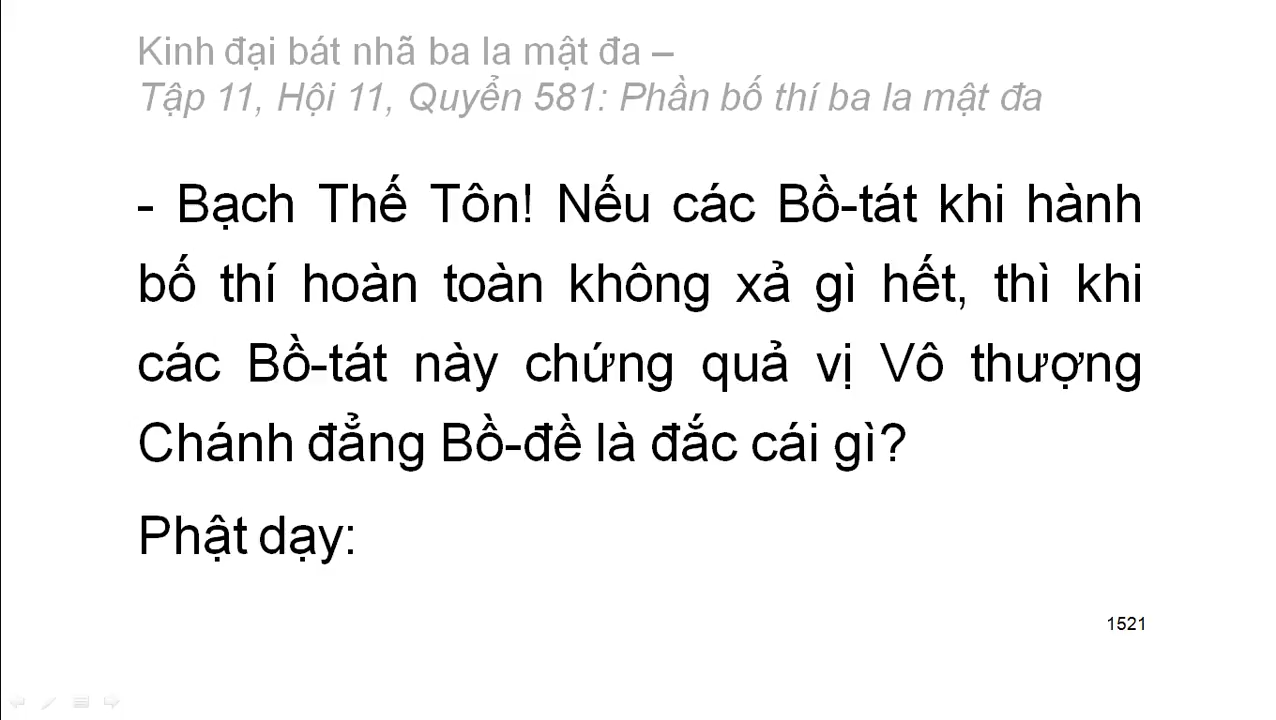 Kinh đại bát nhã ba la mật đa –
Tập 11, Hội 11, Quyển 581: Phần bố thí ba la mật đa
- Bạch Thế Tôn! Nếu các Bồ-tát khi hành
bố thí hoàn toàn không xả gì hết, thì khi
các Bồ-tát này chứng quả vị Vô thượng
Chánh đẳng Bồ-đề là đắc cái gì?
Phật dạy:
1521